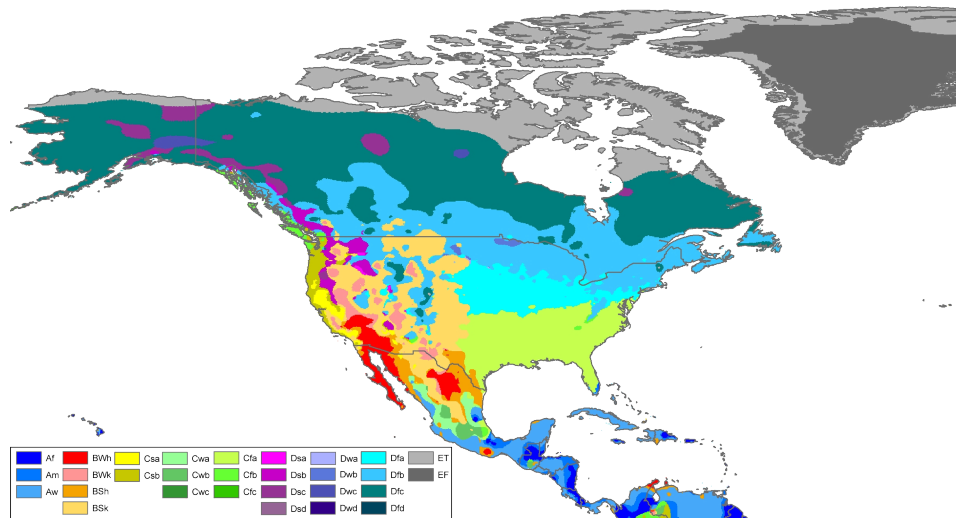 Af BWh Csa Cwa Cfa Dsa Dwa Dfa ET
Am BWk Csb Cwb Cfb Dsb Dwb Dfb EF
Aw BSh Cwc Cfc Dsc Dwc Dfc
BSk Dsd Dwd Dfd